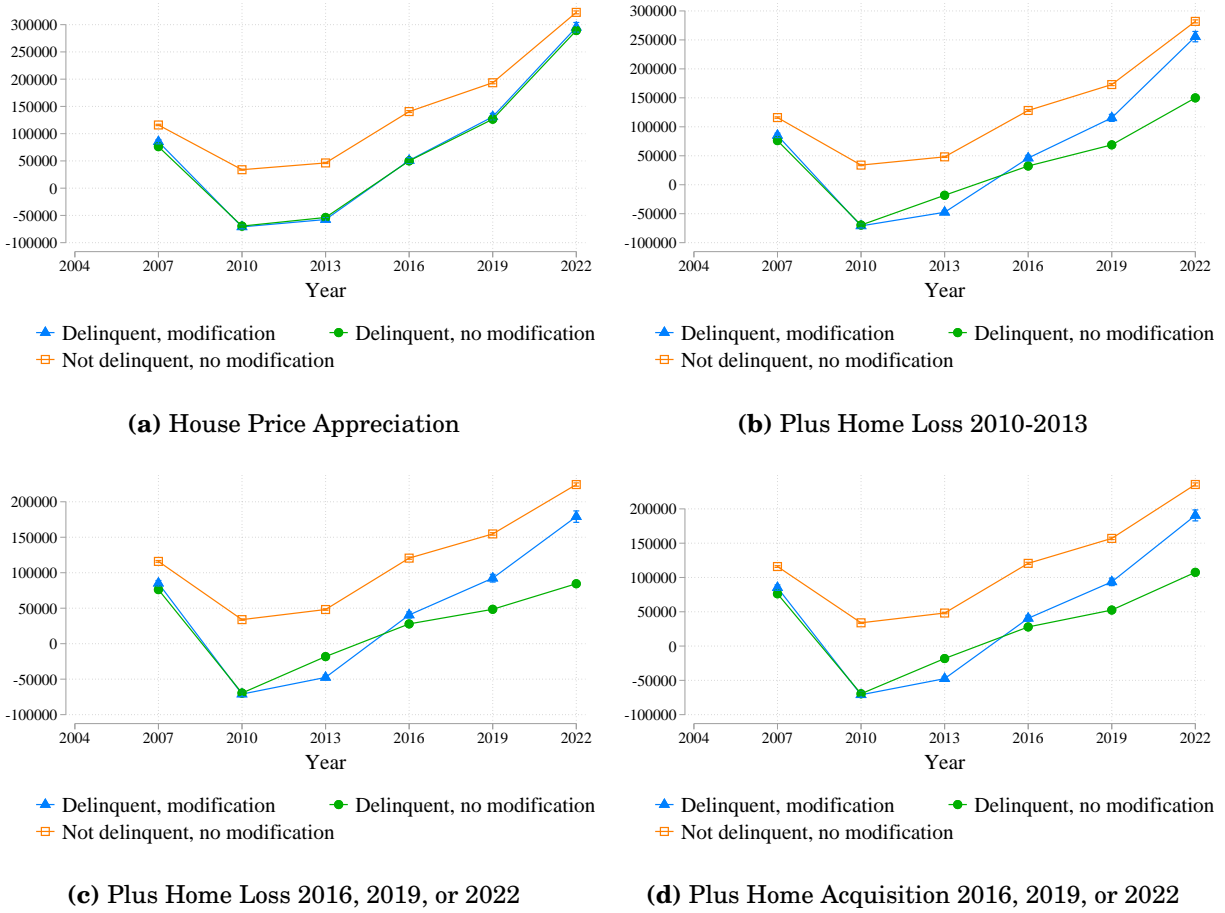 300000
250000
200000
150000
100000
50000
0
-50000
-100000
2004 2007 2010 2013 2016 2019 2022
Year
Delinquent, modification Delinquent, no modification
Not delinquent, no modification
(a) House Price Appreciation
300000
250000
200000
150000
100000
50000
0
-50000
-100000
2004 2007 2010 2013 2016 2019 2022
Year
Delinquent, modification Delinquent, no modification
Not delinquent, no modification
(b) Plus Home Loss 2010-2013
200000
150000
100000
50000
0
-50000
-100000
2004 2007 2010 2013 2016 2019 2022
Year
Delinquent, modification Delinquent, no modification
Not delinquent, no modification
(c) Plus Home Loss 2016, 2019, or 2022
200000
150000
100000
50000
0
-50000
-100000
2004 2007 2010 2013 2016 2019 2022
Year
Delinquent, modification Delinquent, no modification
Not delinquent, no modification
(d) Plus Home Acquisition 2016, 2019, or 2022